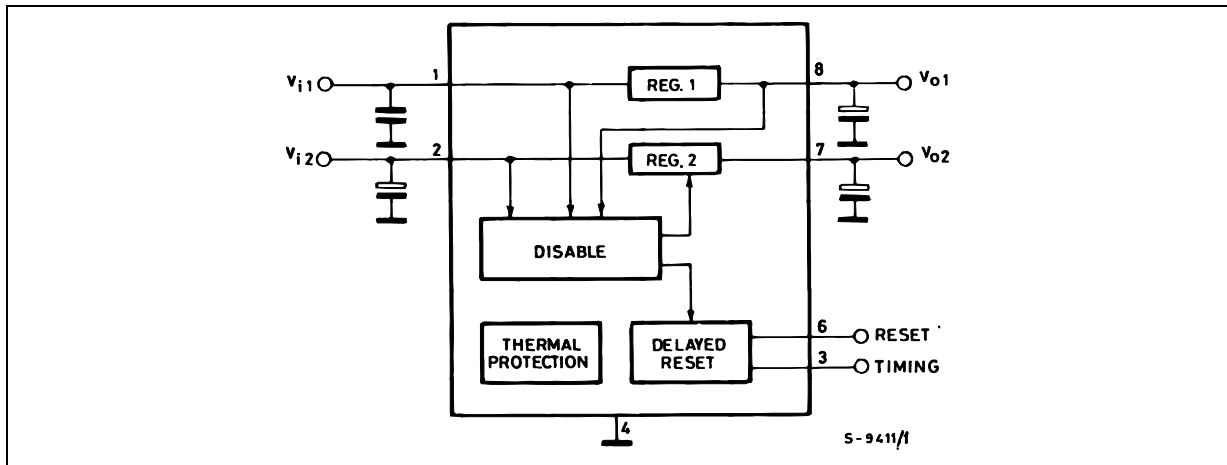 Vi1
1
REG. 1
8
Vo1
Vi2
2
REG. 2
7
Vo2
DISABLE
THERMAL
PROTECTION
DELAYED
RESET
6
RESET
3
TIMING
4
S-9411/1